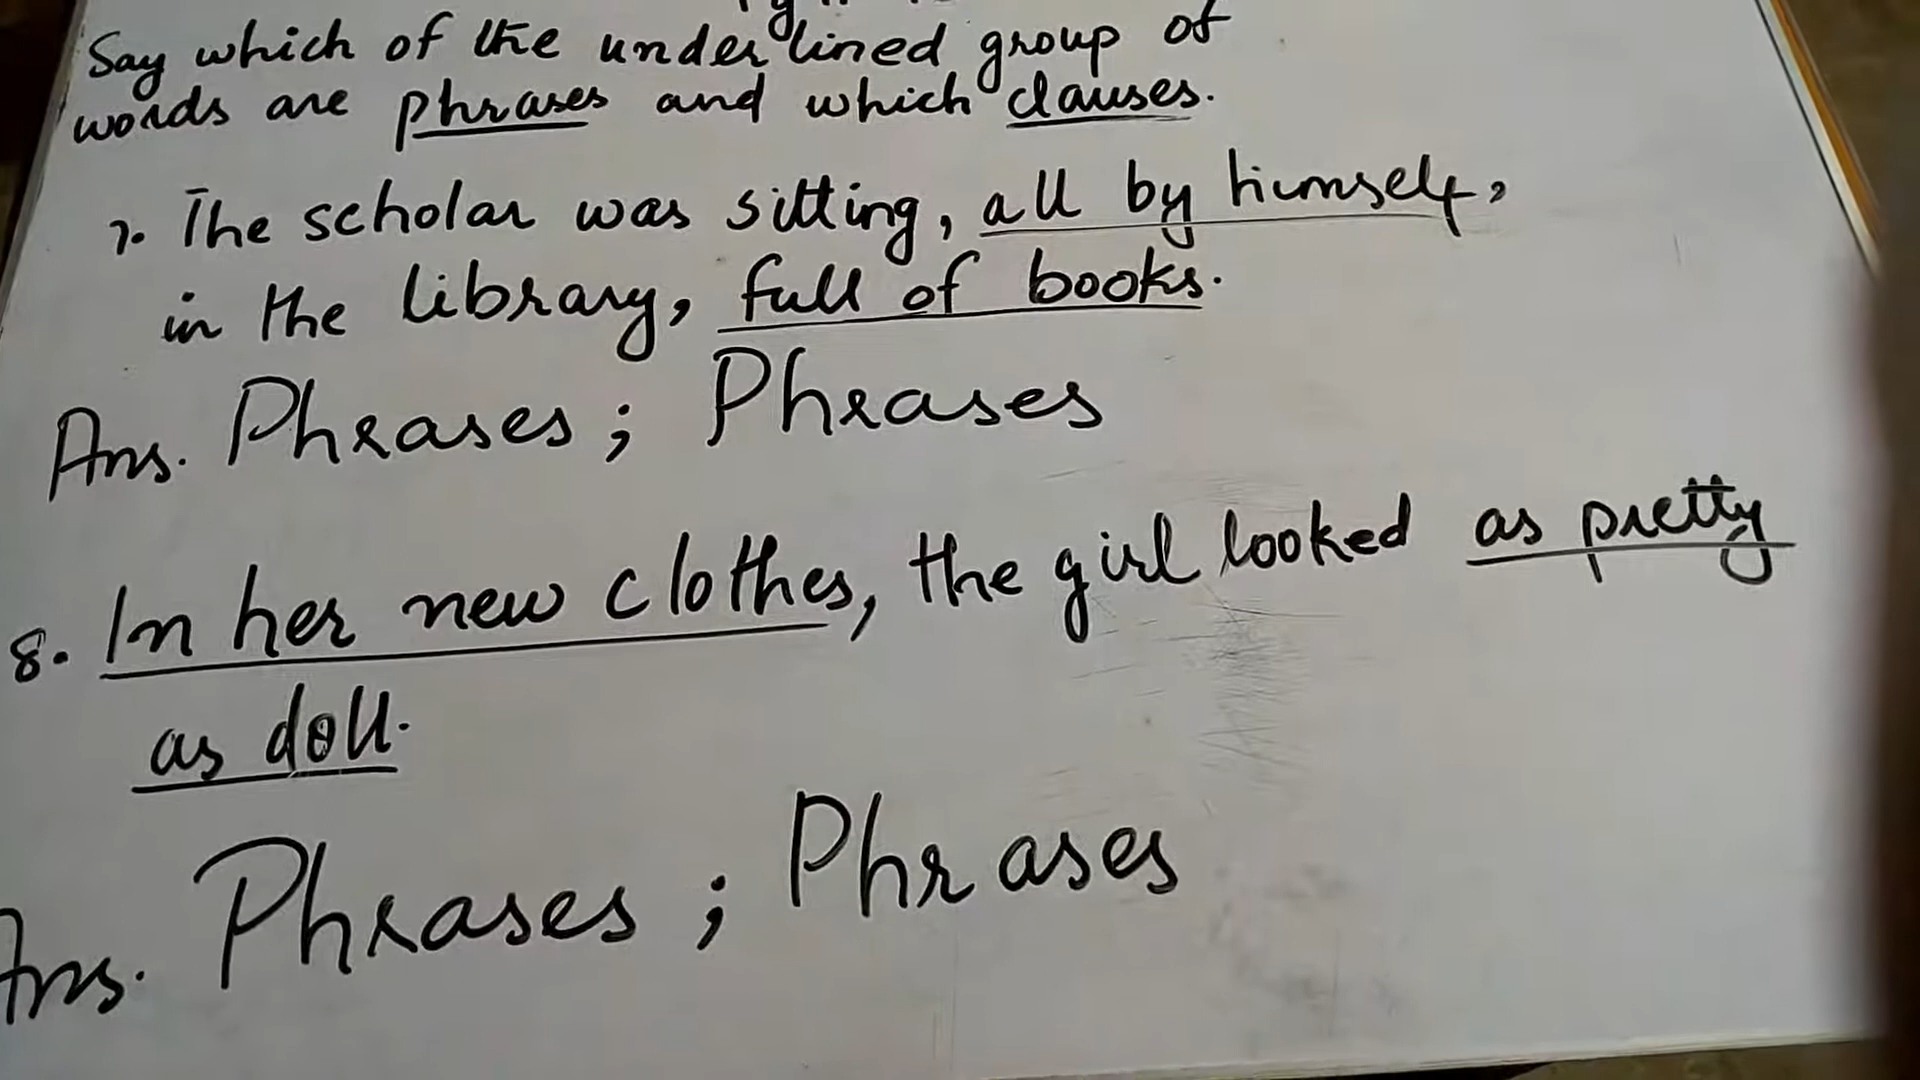 Say which of the underlined group of
words are phrases and which clauses.
7. The scholar was sitting, all by himself,
in the library, full of books.
Ans. Phrases ; Phrases
8. In her new clothes, the girl looked as pretty
as doll.
Ans. Phrases ; Phrases